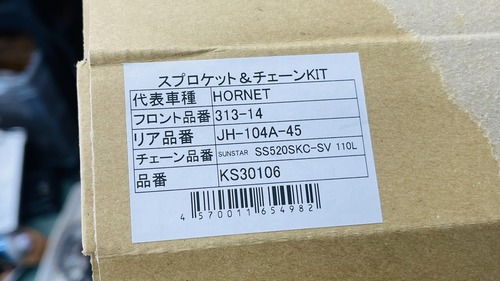 スプロケット＆チェーンKIT
代表車種 HORNET
フロント品番 313-14
リア品番 JH-104A-45
チェーン品番 SUNSTAR SS520SKC-SV 110L
品番 KS30106
4 570011 654982